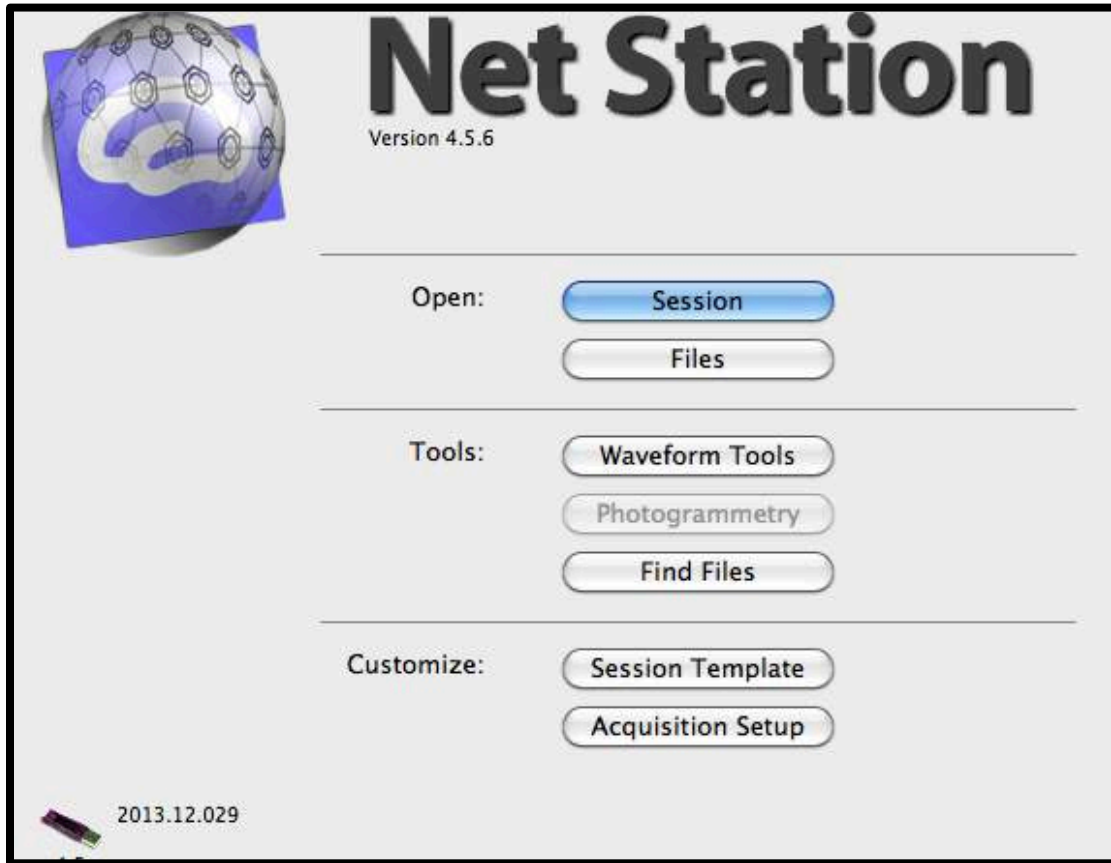 Net Station
Version 4.5.6
Open:
Session
Files
Tools:
Waveform Tools
Photogrammetry
Find Files
Customize:
Session Template
Acquisition Setup
2013.12.029